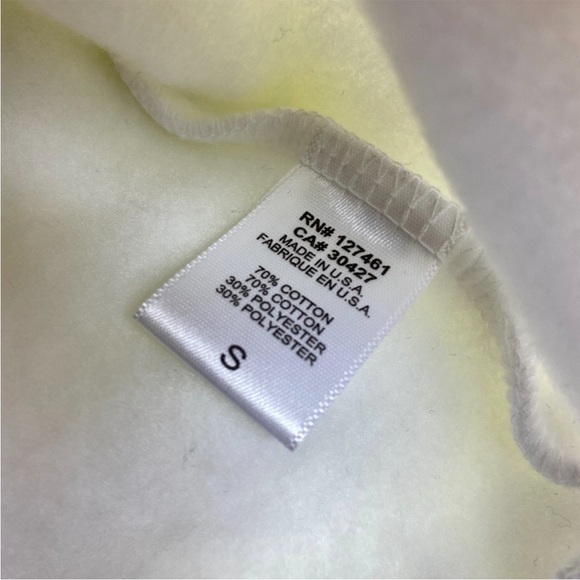 RN# 127461
CA# 30427
MADE IN U.S.A.
FABRIQUE EN U.S.A.
70% COTTON
70% COTTON
30% POLYESTER
30% POLYESTER
S